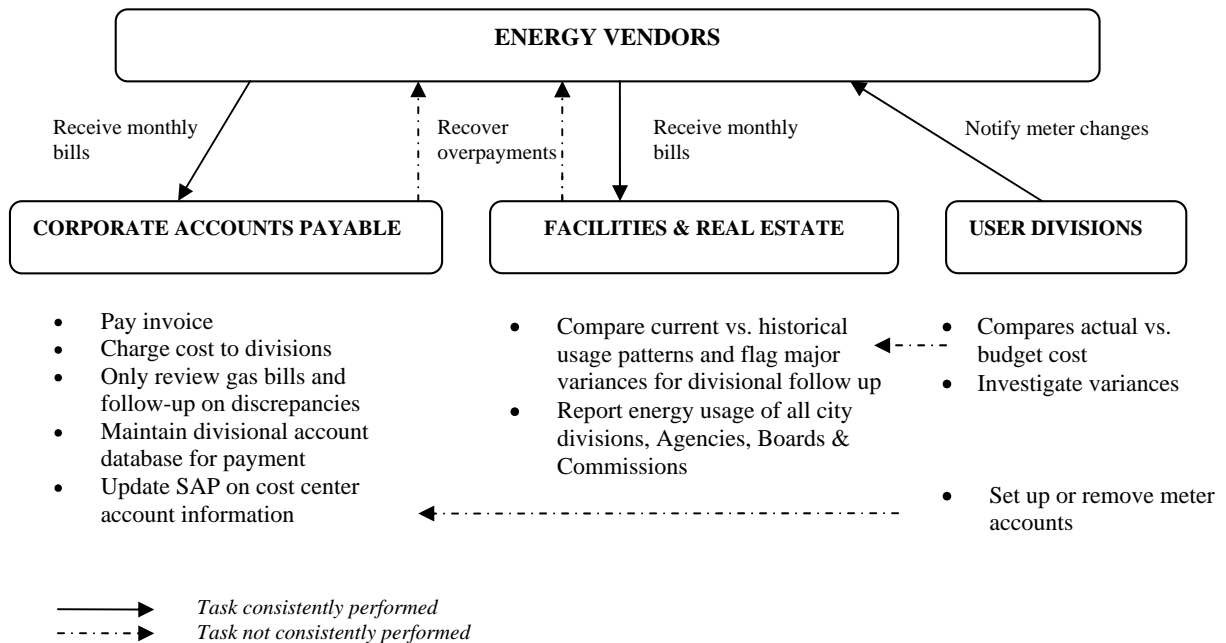 ENERGY VENDORS
Receive monthly
bills
Recover
overpayments
Receive monthly
bills
Notify meter changes
CORPORATE ACCOUNTS PAYABLE
FACILITIES & REAL ESTATE
USER DIVISIONS
• Pay invoice
• Charge cost to divisions
• Only review gas bills and
follow-up on discrepancies
• Maintain divisional account
database for payment
• Update SAP on cost center
account information
• Compare current vs. historical
usage patterns and flag major
variances for divisional follow up
• Report energy usage of all city
divisions, Agencies, Boards &
Commissions
• Compares actual vs.
budget cost
• Investigate variances
• Set up or remove meter
accounts
Task consistently performed
Task not consistently performed